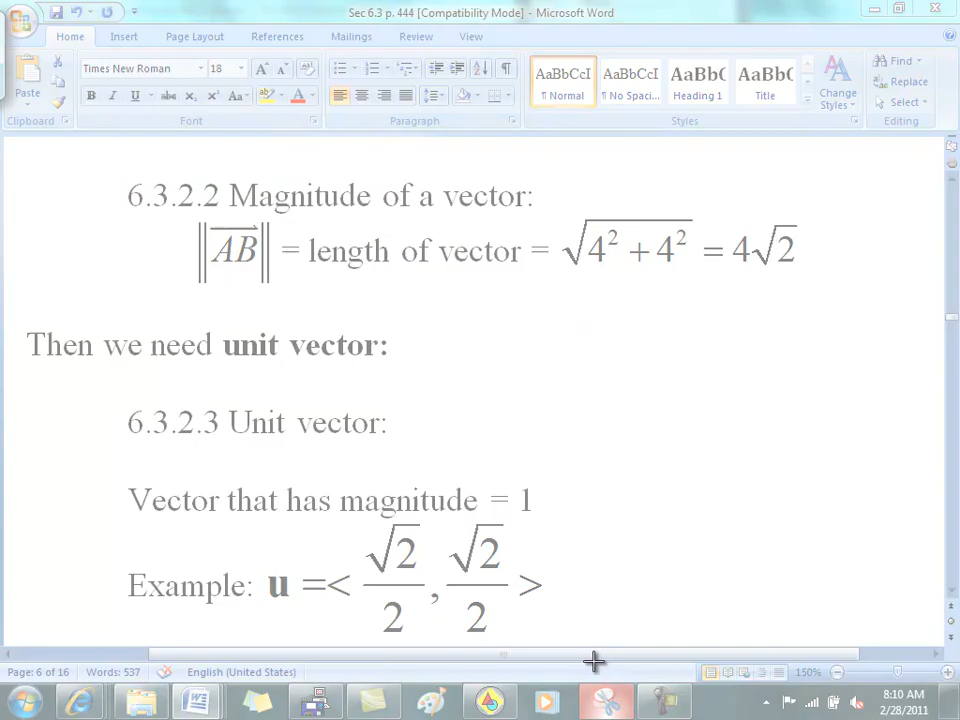 Sec 6.3 p. 444 [Compatibility Mode] - Microsoft Word
Home Insert Page Layout References Mailings Review View
Paste
Times New Roman 18
Find
Replace
Select
AaBbCcI AaBbCcI AaBbC AaBbC
¶ Normal ¶ No Spaci... Heading 1 Title
Change Styles
Clipboard Font Paragraph Styles Editing
6.3.2.2 Magnitude of a vector:
‖AB‖ = length of vector = √4² + 4² = 4√2
Then we need unit vector:
6.3.2.3 Unit vector:
Vector that has magnitude = 1
Example: u =< √2/2 , √2/2 >
Page: 6 of 16 Words: 537 English (United States) 150%
8:10 AM
2/28/2011